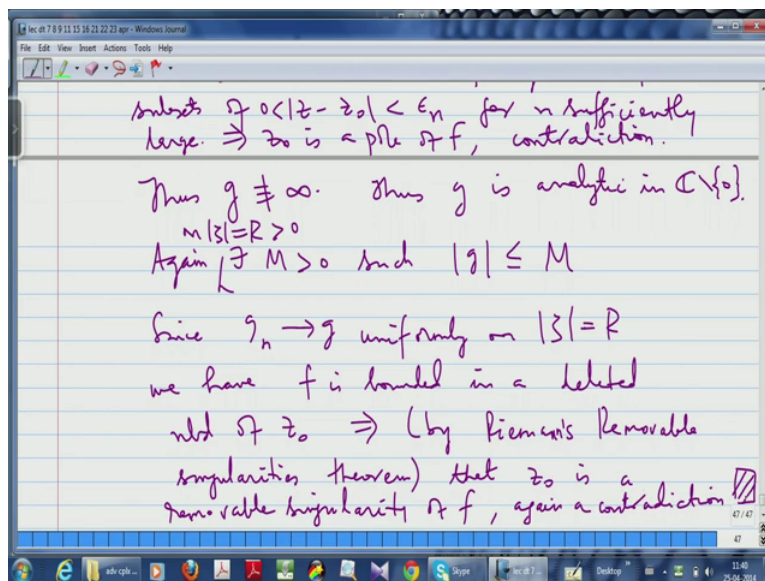 lec dt 7 8 9 11 15 16 21 22 23 apr - Windows Journal
File Edit View Insert Actions Tools Help
subsets of 0<|z-z₀|<ϵₙ for n sufficiently
large. ⇒ z₀ is a pole of f, contradiction.
Thus g ≢ ∞. Thus g is analytic in ℂ\{0}.
on |ζ|=R>0
Again ∃ M>0 such |g| ≤ M
Since gₙ → g uniformly on |ζ|=R
we have f is bounded in a deleted
nbd of z₀ ⇒ (by Riemann's Removable
singularities theorem) that z₀ is a
removable singularity of f, again a contradiction
47 / 47
47
adv cplx ...
Skype
lec dt 7...
Desktop
11:40
25-04-2014